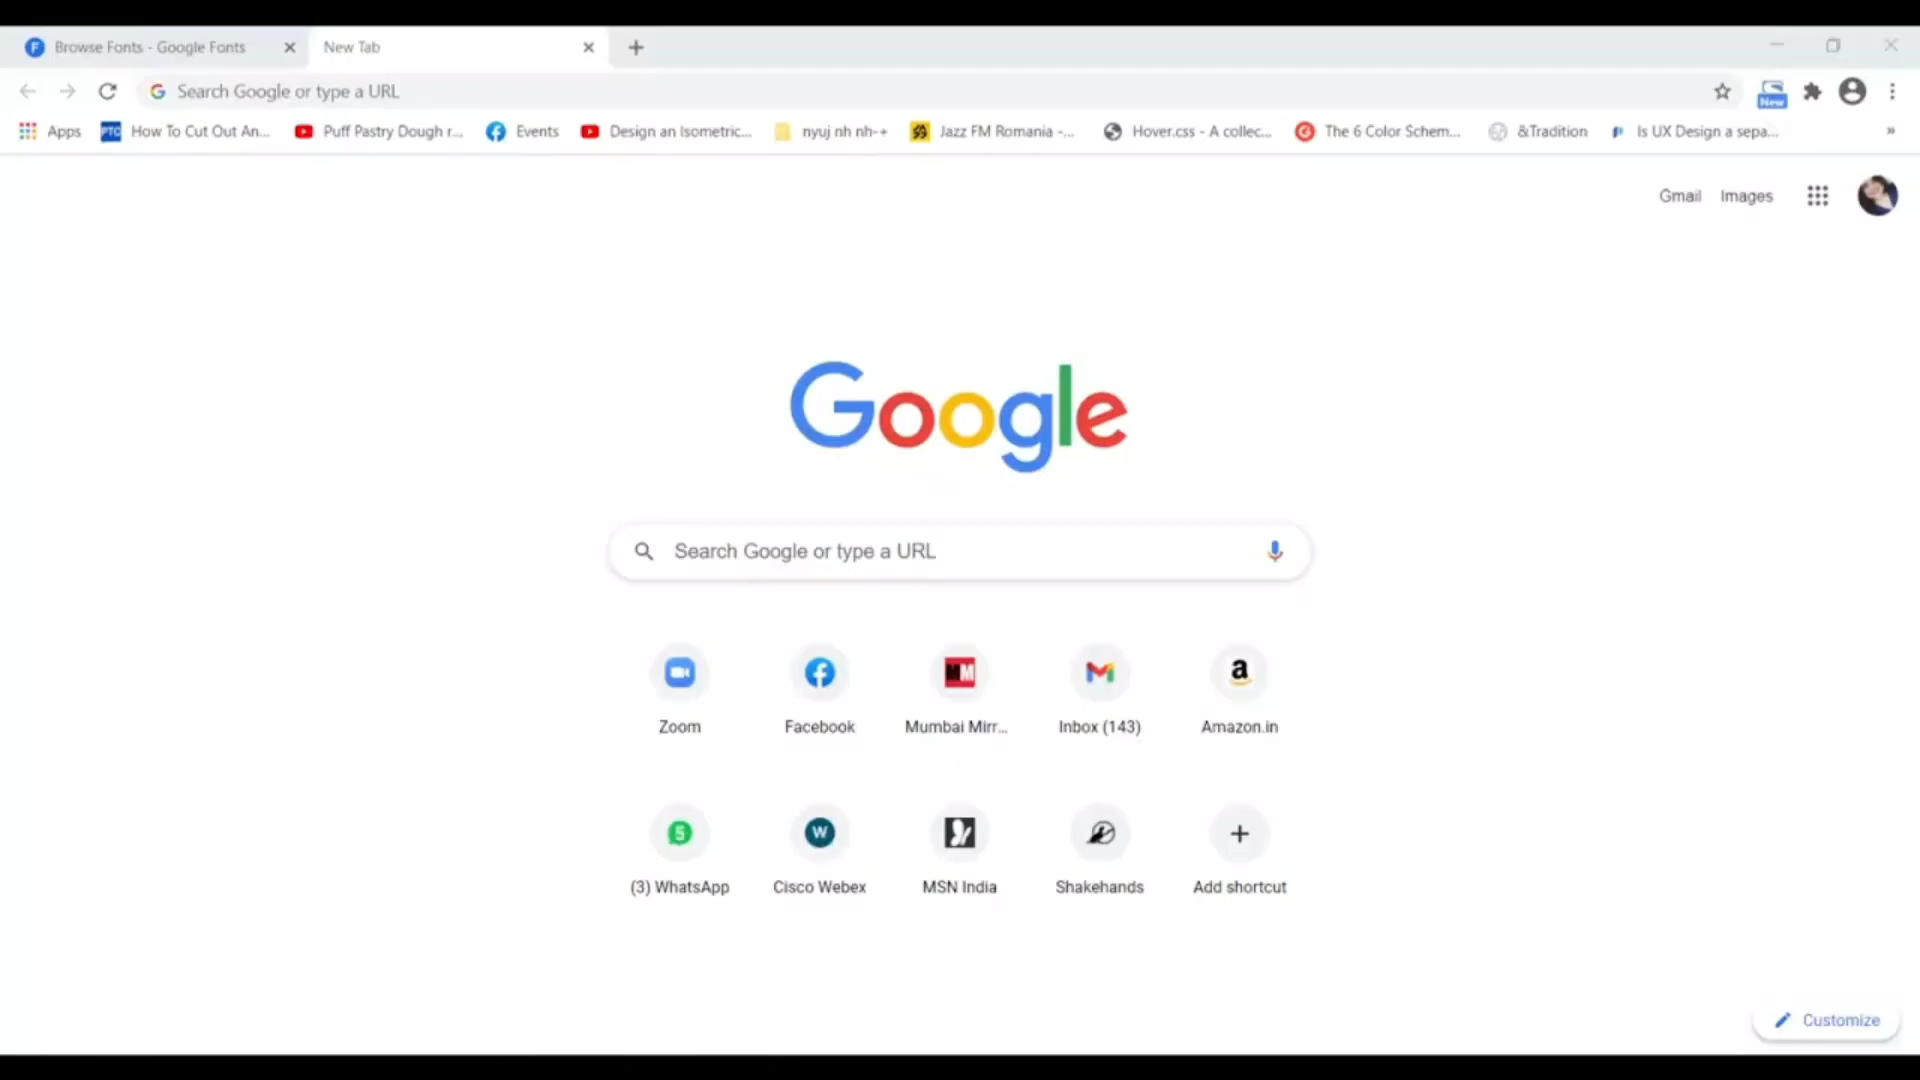 Browse Fonts - Google Fonts
New Tab
Search Google or type a URL
New
Apps
PTC
How To Cut Out An...
Puff Pastry Dough r...
Events
Design an Isometric...
nyuj nh nh-+
Jazz FM Romania -...
Hover.css - A collec...
The 6 Color Schem...
&Tradition
Is UX Design a sepa...
»
Gmail
Images
Google
Search Google or type a URL
Zoom
Facebook
Mumbai Mirr...
Inbox (143)
Amazon.in
(3) WhatsApp
Cisco Webex
MSN India
Shakehands
Add shortcut
Customize